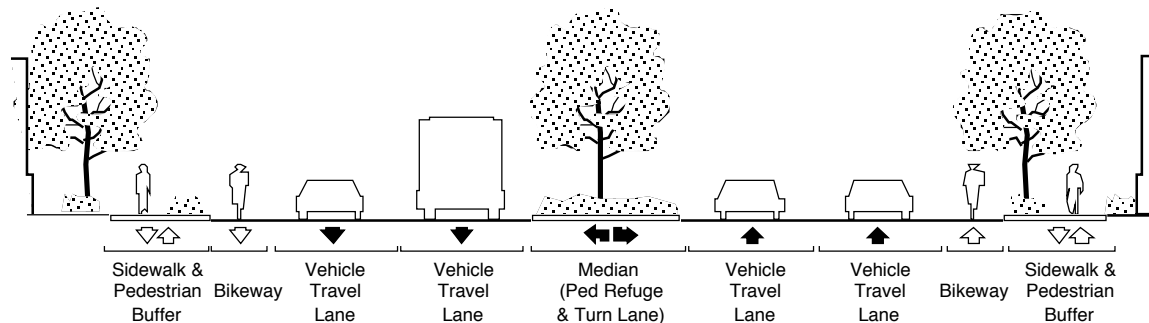 Sidewalk &
Pedestrian
Buffer
Bikeway
Vehicle
Travel
Lane
Vehicle
Travel
Lane
Median
(Ped Refuge
& Turn Lane)
Vehicle
Travel
Lane
Vehicle
Travel
Lane
Bikeway
Sidewalk &
Pedestrian
Buffer